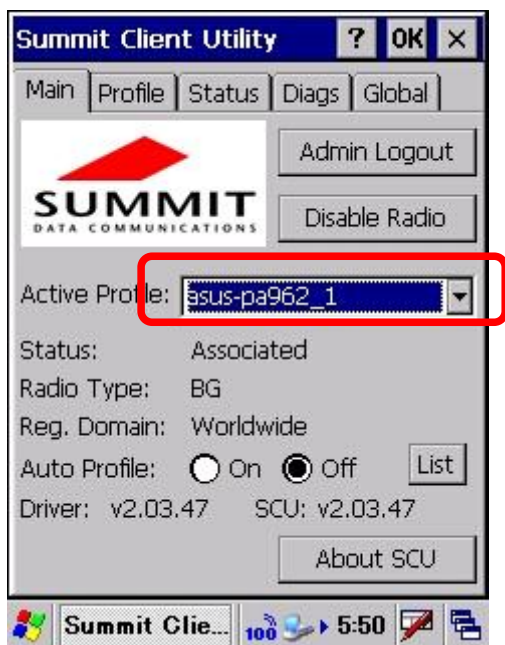 Summit Client Utility ? OK ×
Main Profile Status Diags Global
Admin Logout
SUMMIT
DATA COMMUNICATIONS
Disable Radio
Active Profile: asus-pa962_1
Status: Associated
Radio Type: BG
Reg. Domain: Worldwide
Auto Profile: On Off List
Driver: v2.03.47 SCU: v2.03.47
About SCU
Summit Clie... 100 5:50